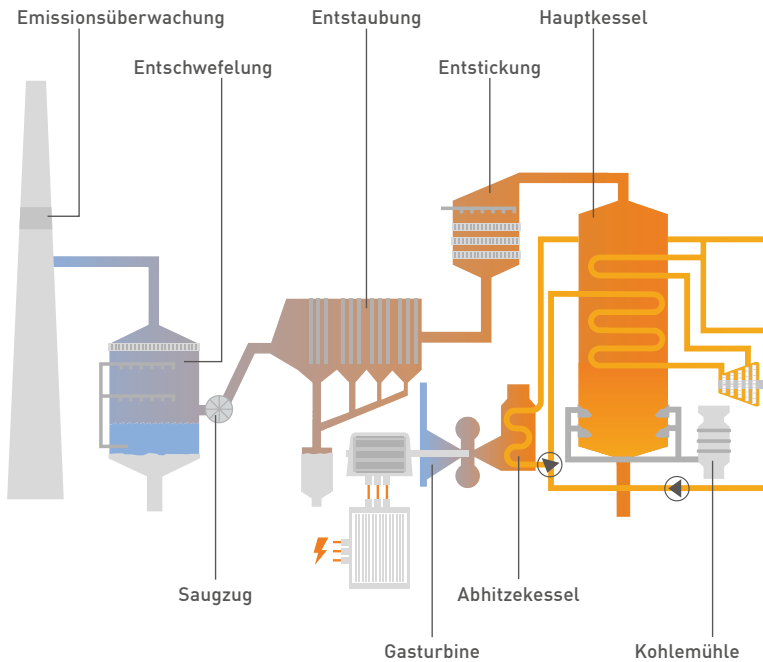 Emissionsüberwachung
Entstaubung
Hauptkessel
Entschwefelung
Entstickung
Saugzug
Abhitzekessel
Gasturbine
Kohlemühle